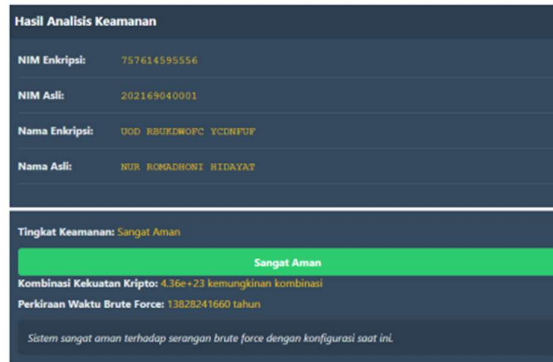 Hasil Analisis Keamanan
NIM Enkripsi: 757614595556
NIM Asli: 202169040001
Nama Enkripsi: UOD RBUKDWOFC YCDNFUF
Nama Asli: NUR ROMADHONI HIDAYAT
Tingkat Keamanan: Sangat Aman
Sangat Aman
Kombinasi Kekuatan Kripto: 4.36e+23 kemungkinan kombinasi
Perkiraan Waktu Brute Force: 13828241660 tahun
Sistem sangat aman terhadap serangan brute force dengan konfigurasi saat ini.